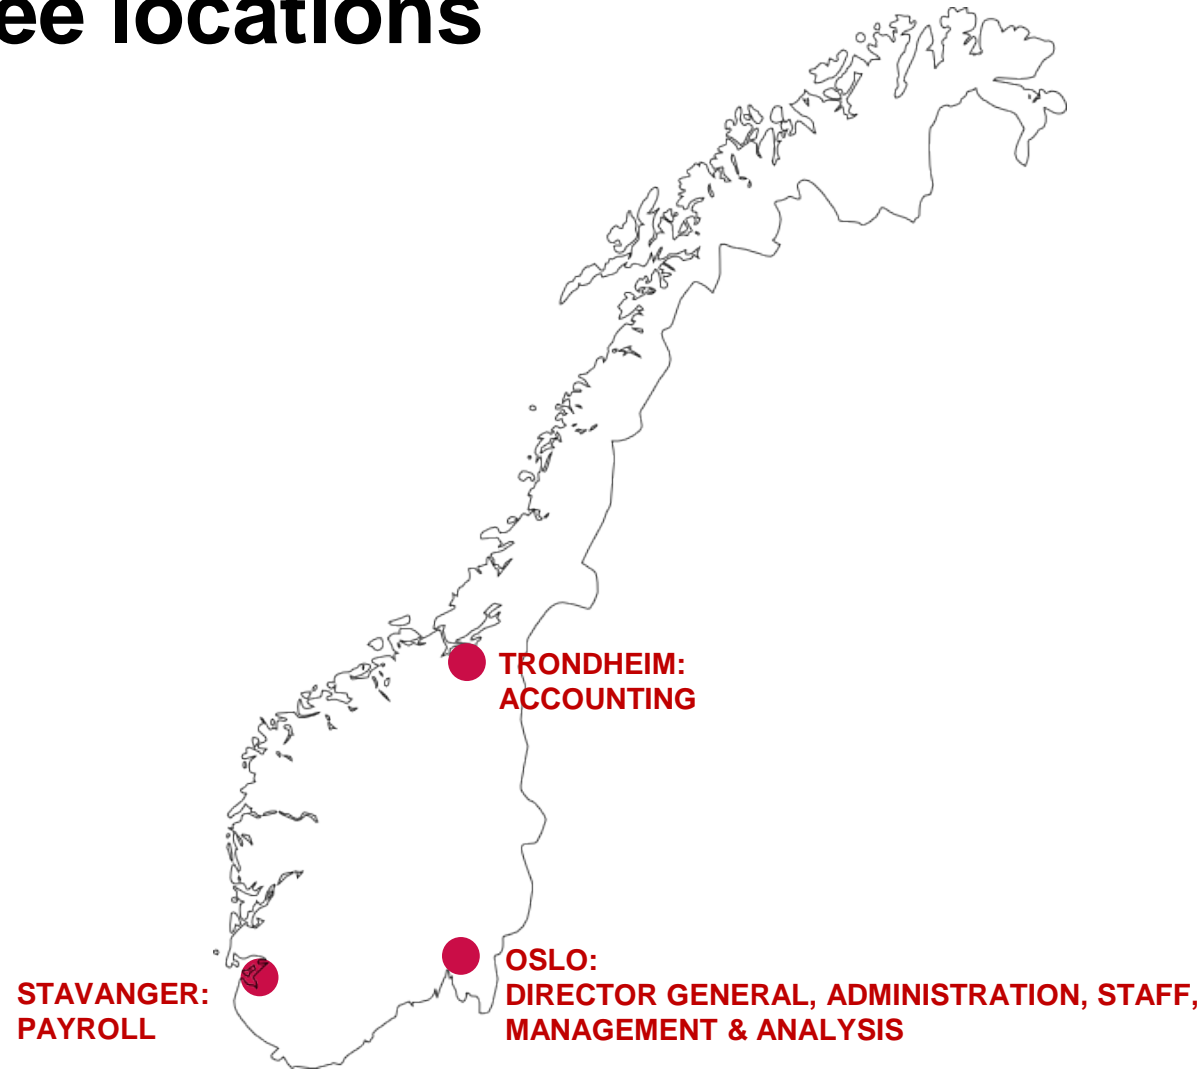 ee locations
TRONDHEIM:
ACCOUNTING
OSLO:
DIRECTOR GENERAL, ADMINISTRATION, STAFF,
MANAGEMENT & ANALYSIS
STAVANGER:
PAYROLL